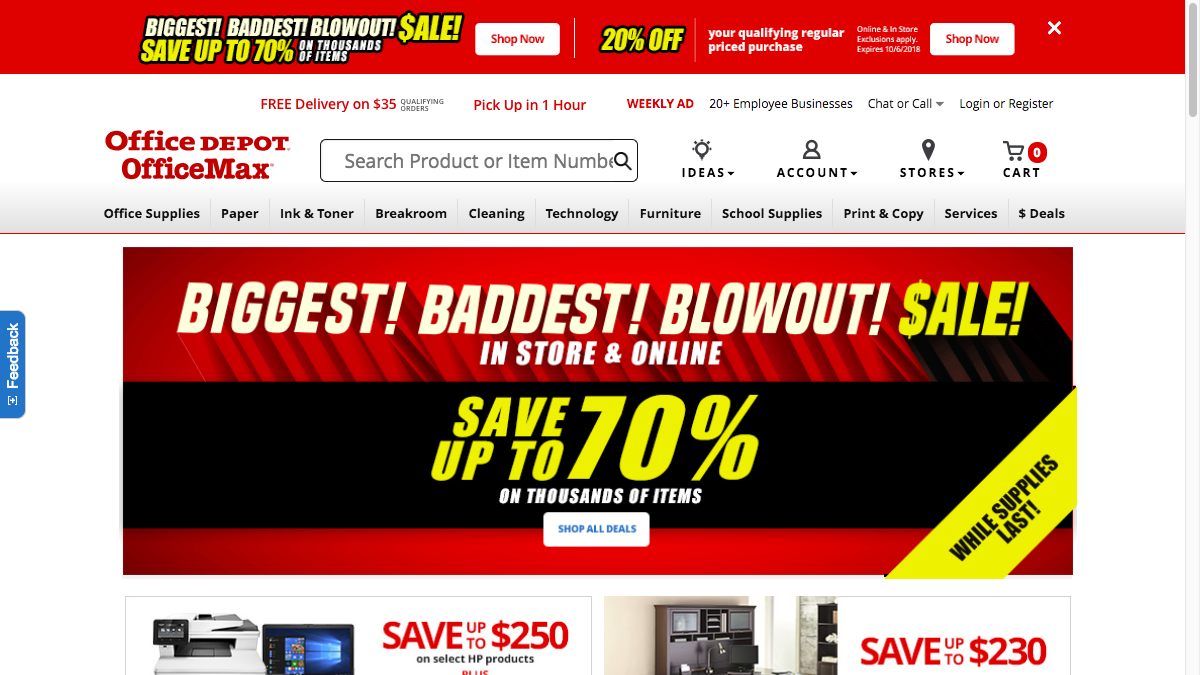 BIGGEST! BADDEST! BLOWOUT! $ALE!
SAVE UP TO 70% ON THOUSANDS OF ITEMS
Shop Now
20% OFF
your qualifying regular
priced purchase
Online & In Store
Exclusions apply.
Expires 10/6/2018
Shop Now
FREE Delivery on $35 QUALIFYING ORDERS
Pick Up in 1 Hour
WEEKLY AD
20+ Employee Businesses
Chat or Call
Login or Register
Office DEPOT
OfficeMax
Search Product or Item Numbe
IDEAS
ACCOUNT
STORES
0
CART
Office Supplies
Paper
Ink & Toner
Breakroom
Cleaning
Technology
Furniture
School Supplies
Print & Copy
Services
$ Deals
Feedback
BIGGEST! BADDEST! BLOWOUT! $ALE!
IN STORE & ONLINE
SAVE
UP TO 70%
ON THOUSANDS OF ITEMS
SHOP ALL DEALS
WHILE SUPPLIES
LAST!
SAVE UP TO $250
on select HP products
PLUS
SAVE UP TO $230